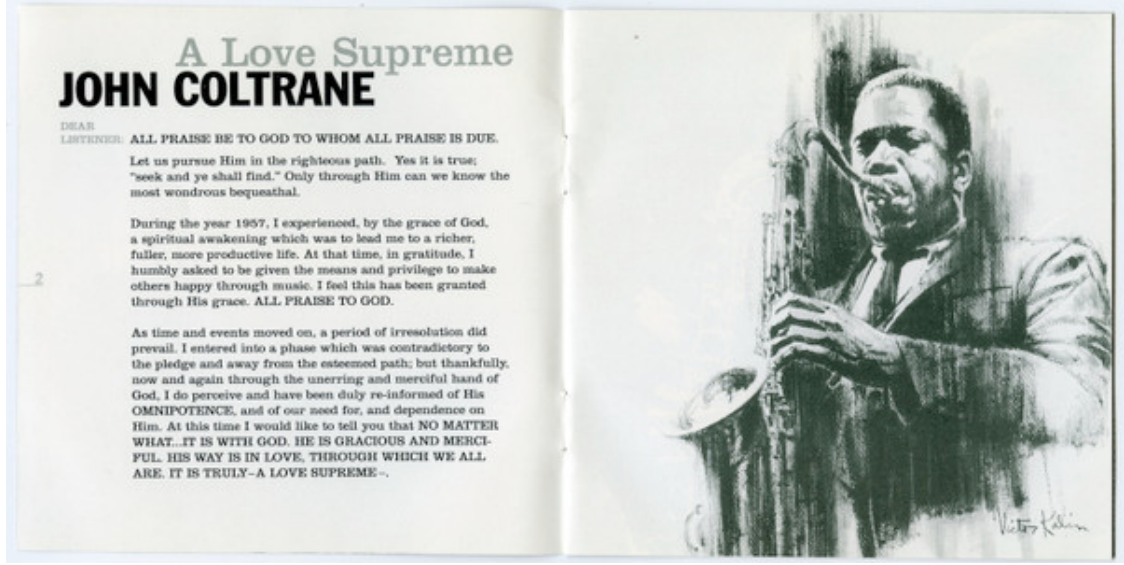 A Love Supreme
JOHN COLTRANE
DEAR
LISTENER: ALL PRAISE BE TO GOD TO WHOM ALL PRAISE IS DUE.
Let us pursue Him in the righteous path. Yes it is true;
"seek and ye shall find." Only through Him can we know the
most wondrous bequeathal.
During the year 1957, I experienced, by the grace of God,
a spiritual awakening which was to lead me to a richer,
fuller, more productive life. At that time, in gratitude, I
humbly asked to be given the means and privilege to make
others happy through music. I feel this has been granted
through His grace. ALL PRAISE TO GOD.
2
As time and events moved on, a period of irresolution did
prevail. I entered into a phase which was contradictory to
the pledge and away from the esteemed path; but thankfully,
now and again through the unerring and merciful hand of
God, I do perceive and have been duly re-informed of His
OMNIPOTENCE, and of our need for, and dependence on
Him. At this time I would like to tell you that NO MATTER
WHAT...IT IS WITH GOD. HE IS GRACIOUS AND MERCI-
FUL. HIS WAY IS IN LOVE, THROUGH WHICH WE ALL
ARE. IT IS TRULY–A LOVE SUPREME–.
Victor Kalin